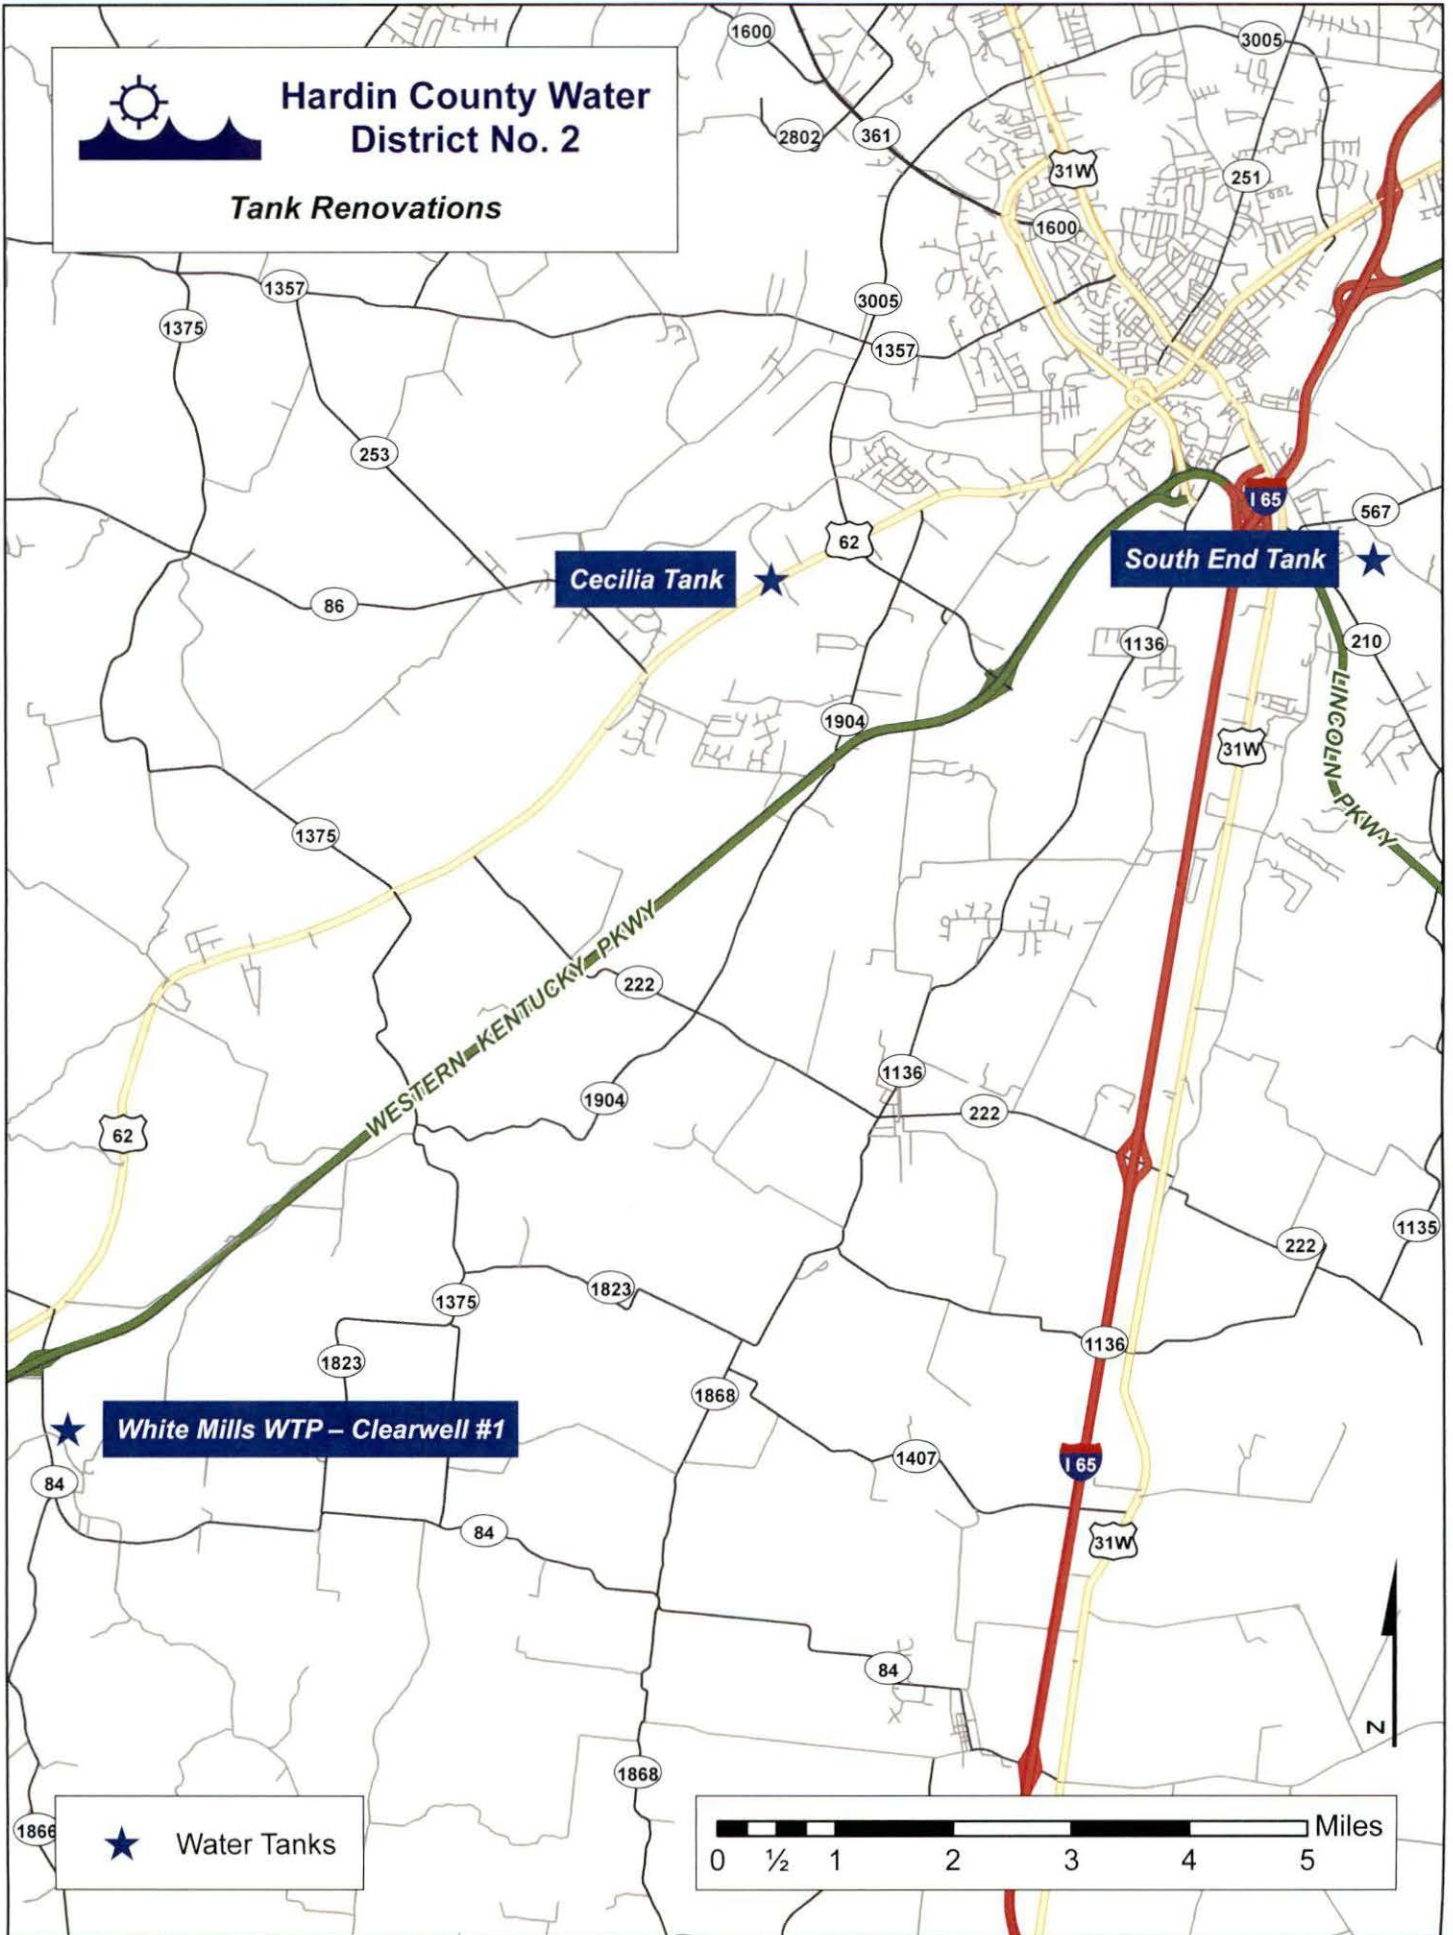 Hardin County Water
District No. 2
Tank Renovations
1600
3005
2802
361
31W
251
1600
1357
3005
1375
1357
253
I 65
567
62
Cecilia Tank
South End Tank
86
1136
210
1904
31W
LINCOLN PKWY
1375
WESTERN KENTUCKY PKWY
222
1136
1904
222
62
1135
222
1823
1375
1136
1823
1868
White Mills WTP – Clearwell #1
1407
I 65
84
84
31W
84
N
1868
1866
Water Tanks
Miles
0 ½ 1 2 3 4 5